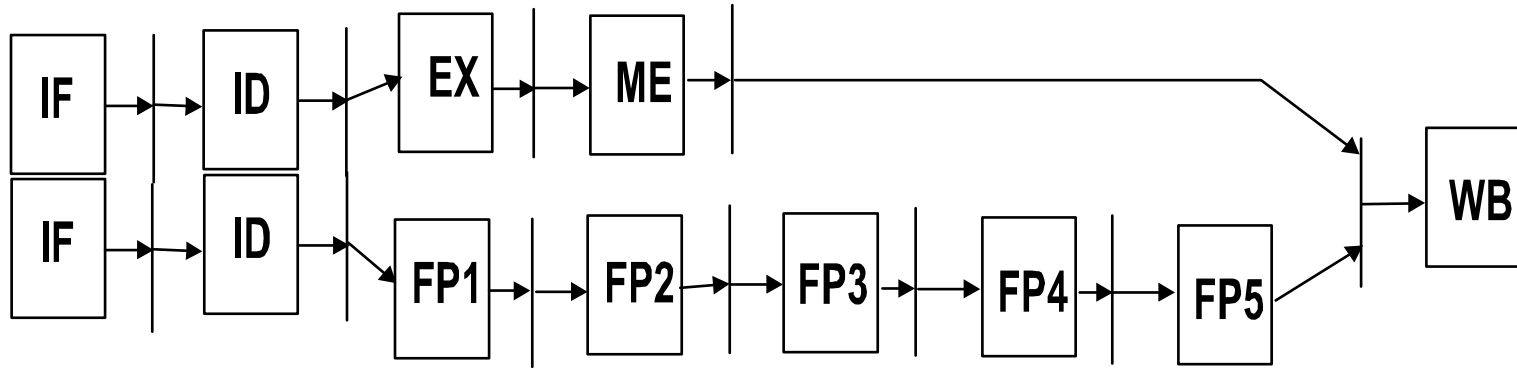 IF ID EX ME
IF ID FP1 FP2 FP3 FP4 FP5 WB